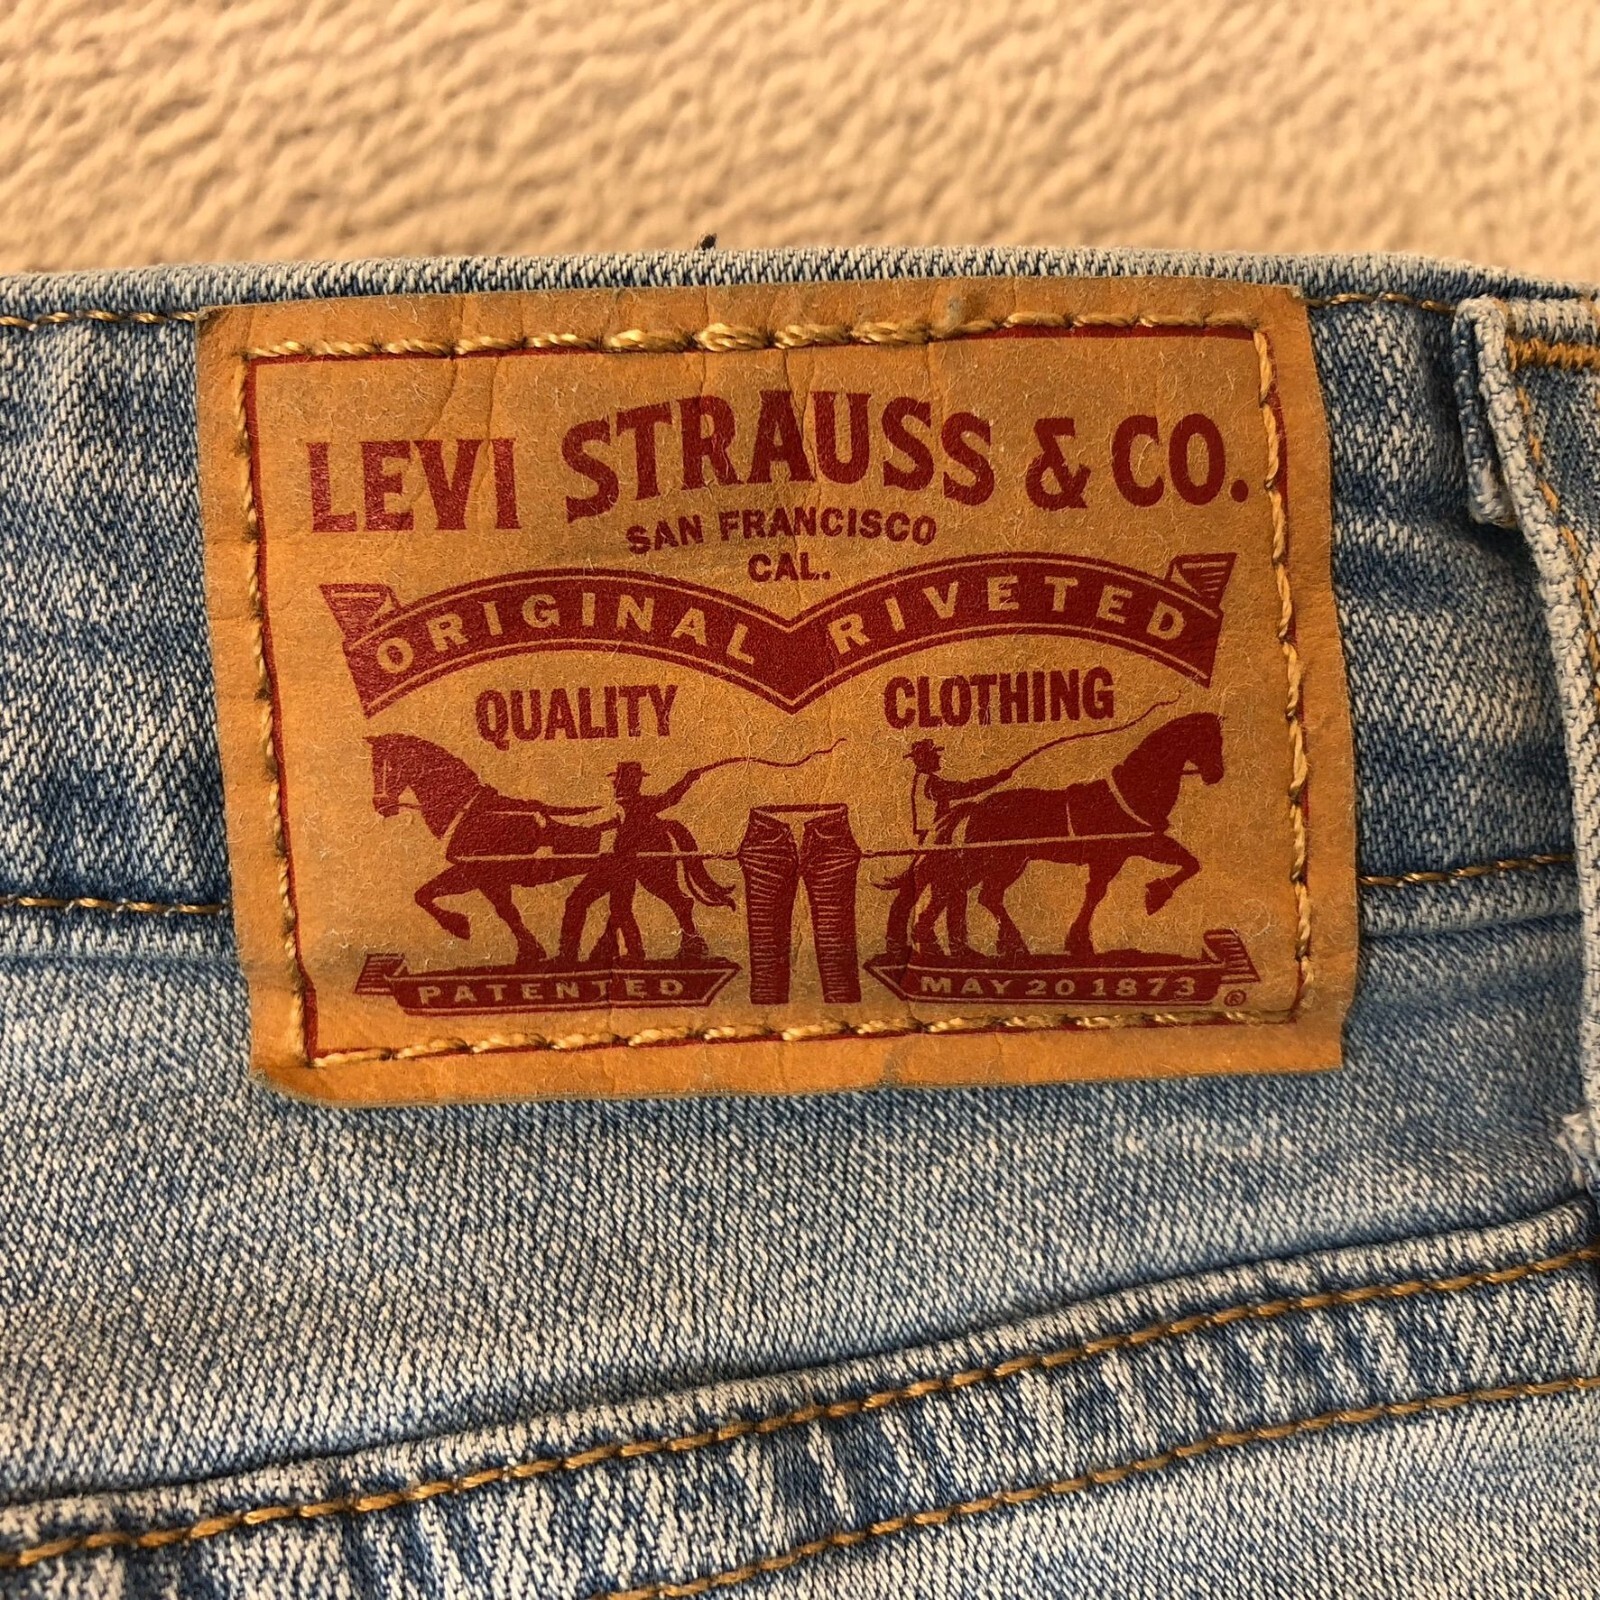 LEVI STRAUSS & CO.
SAN FRANCISCO
CAL.
ORIGINAL RIVETED
QUALITY CLOTHING
PATENTED MAY 20 1873 ®